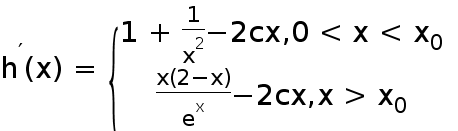 h′(x) = { 1 + 1/x² − 2cx, 0 < x < x₀
x(2−x)/eˣ − 2cx, x > x₀